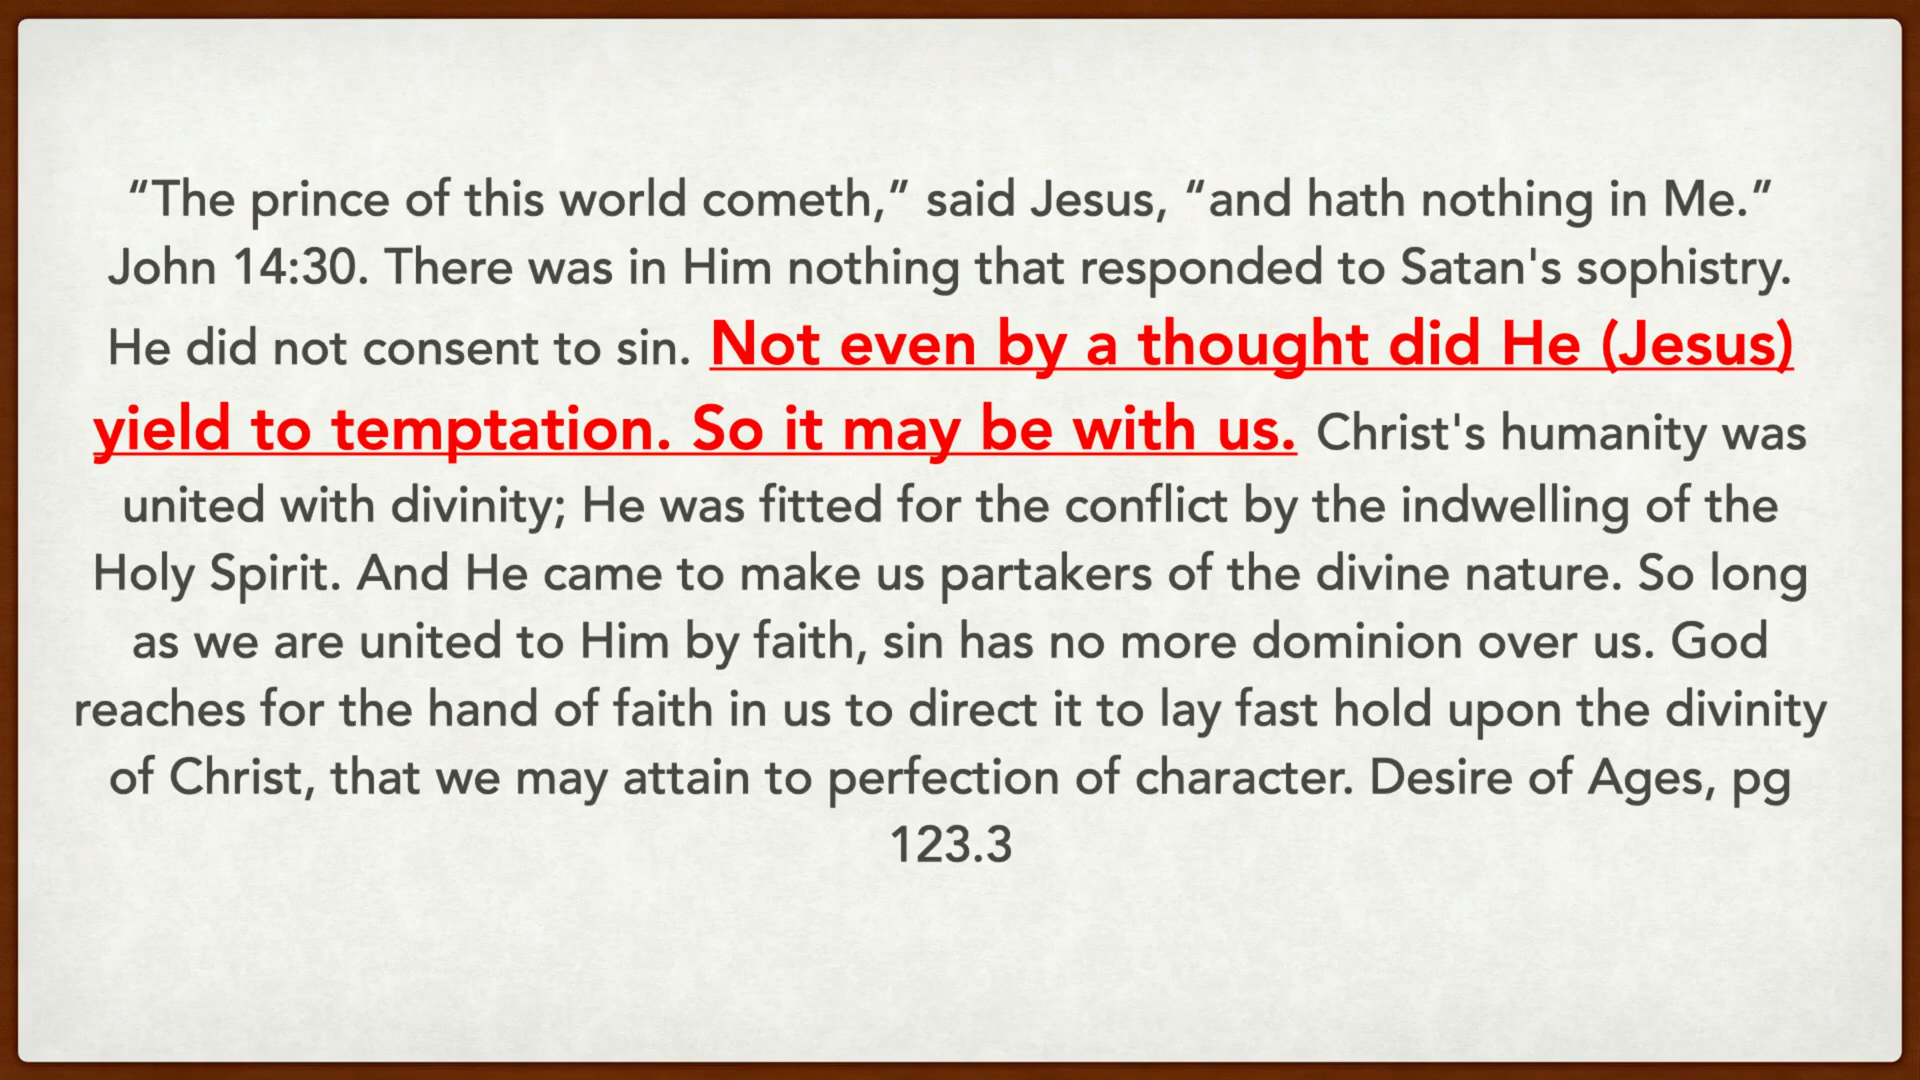 “The prince of this world cometh,” said Jesus, “and hath nothing in Me.”
John 14:30. There was in Him nothing that responded to Satan's sophistry.
He did not consent to sin. Not even by a thought did He (Jesus)
yield to temptation. So it may be with us. Christ's humanity was
united with divinity; He was fitted for the conflict by the indwelling of the
Holy Spirit. And He came to make us partakers of the divine nature. So long
as we are united to Him by faith, sin has no more dominion over us. God
reaches for the hand of faith in us to direct it to lay fast hold upon the divinity
of Christ, that we may attain to perfection of character. Desire of Ages, pg
123.3